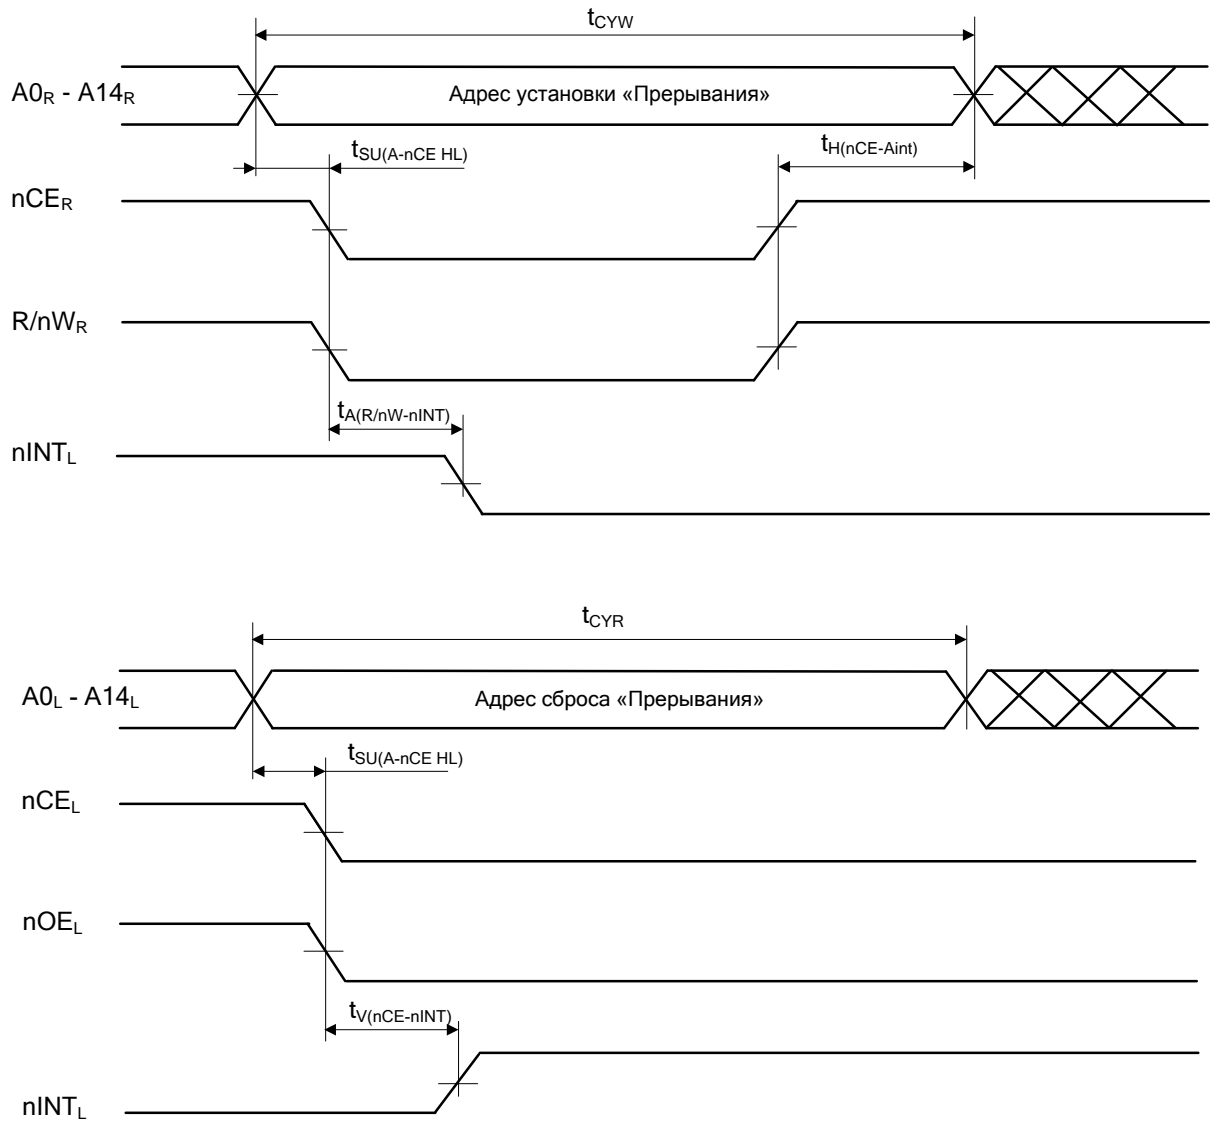 tCYW
A0R - A14R
Адрес установки «Прерывания»
tSU(A-nCE HL)
tH(nCE-Aint)
nCER
R/nWR
tA(R/nW-nINT)
nINTL
tCYR
A0L - A14L
Адрес сброса «Прерывания»
tSU(A-nCE HL)
nCEL
nOEL
tV(nCE-nINT)
nINTL